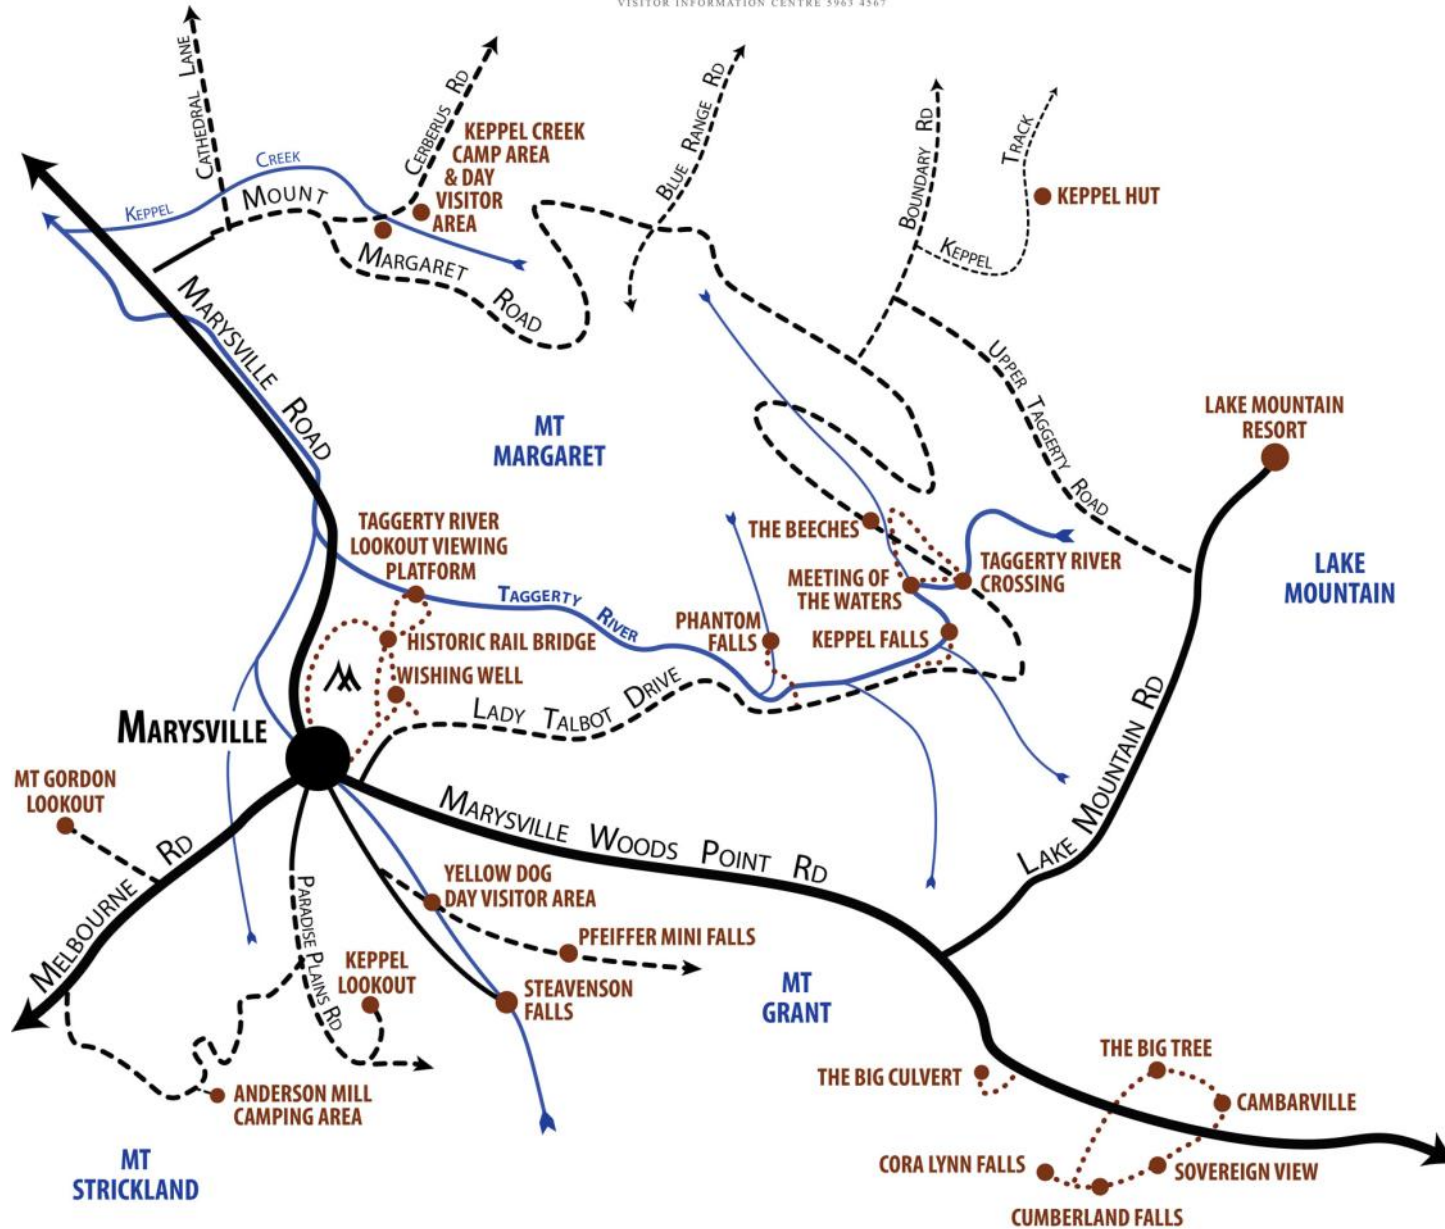 VISITOR INFORMATION CENTRE 5963 4567
CATHEDRAL LANE
CERBERUS RD
BLUE RANGE RD
BOUNDARY RD
TRACK
KEPPEL CREEK
CAMP AREA
& DAY
VISITOR
AREA
CREEK
KEPPEL
MOUNT
MARGARET
ROAD
KEPPEL HUT
KEPPEL
MARYSVILLE ROAD
UPPER TAGGERTY ROAD
LAKE MOUNTAIN
RESORT
MT
MARGARET
TAGGERTY RIVER
LOOKOUT VIEWING
PLATFORM
THE BEECHES
TAGGERTY RIVER
CROSSING
LAKE
MOUNTAIN
MEETING OF
THE WATERS
TAGGERTY RIVER
PHANTOM
FALLS
KEPPEL FALLS
HISTORIC RAIL BRIDGE
WISHING WELL
LADY TALBOT DRIVE
MARYSVILLE
MT GORDON
LOOKOUT
MARYSVILLE WOODS POINT RD
LAKE MOUNTAIN RD
MELBOURNE RD
PARADISE PLAINS RD
YELLOW DOG
DAY VISITOR AREA
PFEIFFER MINI FALLS
KEPPEL
LOOKOUT
STEAVENSON
FALLS
MT
GRANT
THE BIG TREE
THE BIG CULVERT
CAMBARVILLE
ANDERSON MILL
CAMPING AREA
CORA LYNN FALLS
SOVEREIGN VIEW
MT
STRICKLAND
CUMBERLAND FALLS